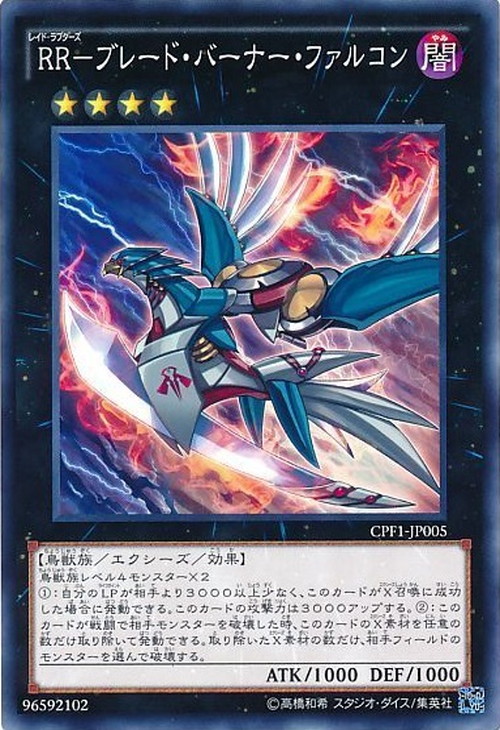 レイド・ラプターズ
RR－ブレード・バーナー・ファルコン
やみ
闇
CPF1-JP005
【鳥獣族／エクシーズ／効果】
鳥獣族レベル４モンスター×２
①：自分のＬＰが相手より３０００以上少なく、このカードがＸ召喚に成功
した場合に発動できる。このカードの攻撃力は３０００アップする。②：この
カードが戦闘で相手モンスターを破壊した時、このカードのＸ素材を任意の
数だけ取り除いて発動できる。取り除いたＸ素材の数だけ、相手フィールドの
モンスターを選んで破壊する。
ATK/1000 DEF/1000
96592102
©高橋和希 スタジオ・ダイス/集英社